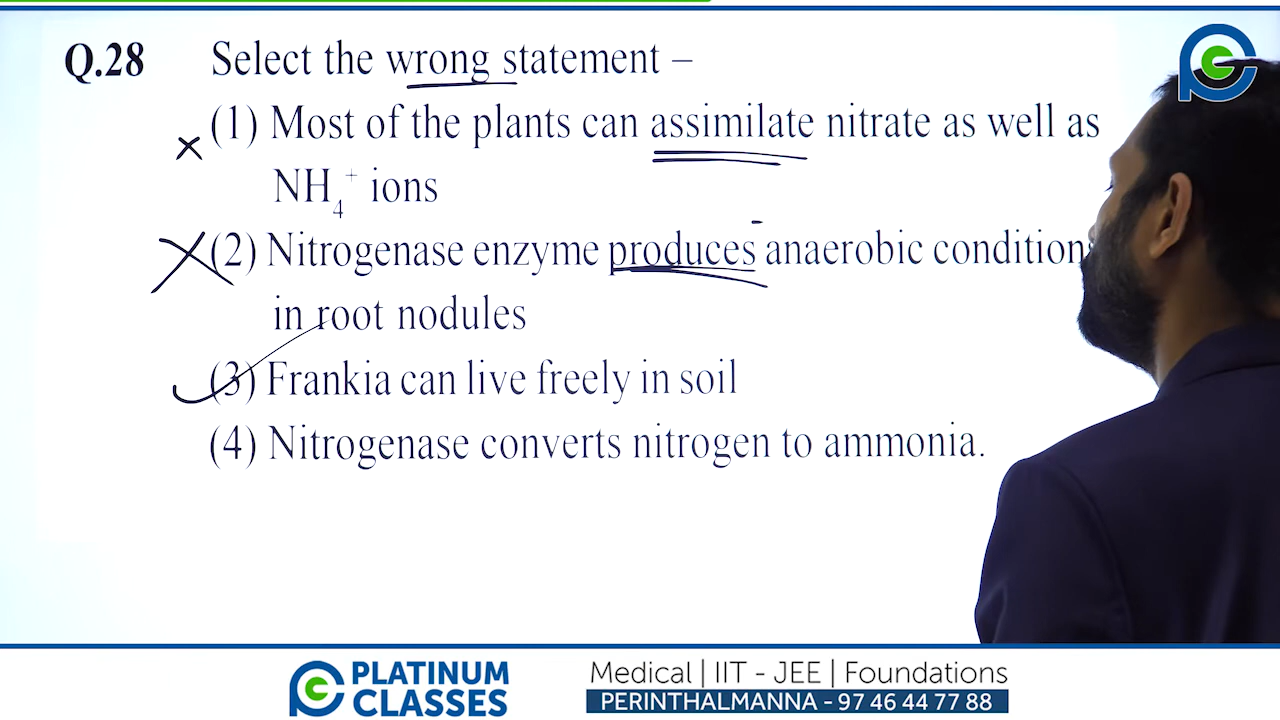 Q.28 Select the wrong statement –
(1) Most of the plants can assimilate nitrate as well as
NH₄⁺ ions
(2) Nitrogenase enzyme produces anaerobic condition
in root nodules
(3) Frankia can live freely in soil
(4) Nitrogenase converts nitrogen to ammonia.
PLATINUM
CLASSES
Medical | IIT - JEE | Foundations
PERINTHALMANNA - 97 46 44 77 88